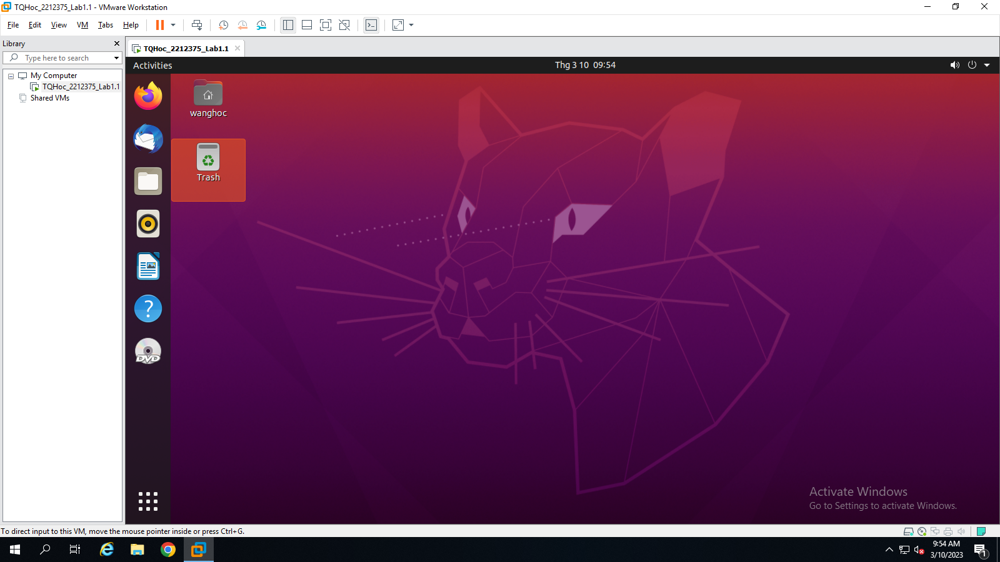 TQHoc_2212375_Lab1.1 - VMware Workstation
File Edit View VM Tabs Help
Library
Type here to search
My Computer
TQHoc_2212375_Lab1.1
Shared VMs
TQHoc_2212375_Lab1.1
Activities
Thg 3 10 09:54
wanghoc
Trash
?
DVD
Activate Windows
Go to Settings to activate Windows.
To direct input to this VM, move the mouse pointer inside or press Ctrl+G.
9:54 AM
3/10/2023
1